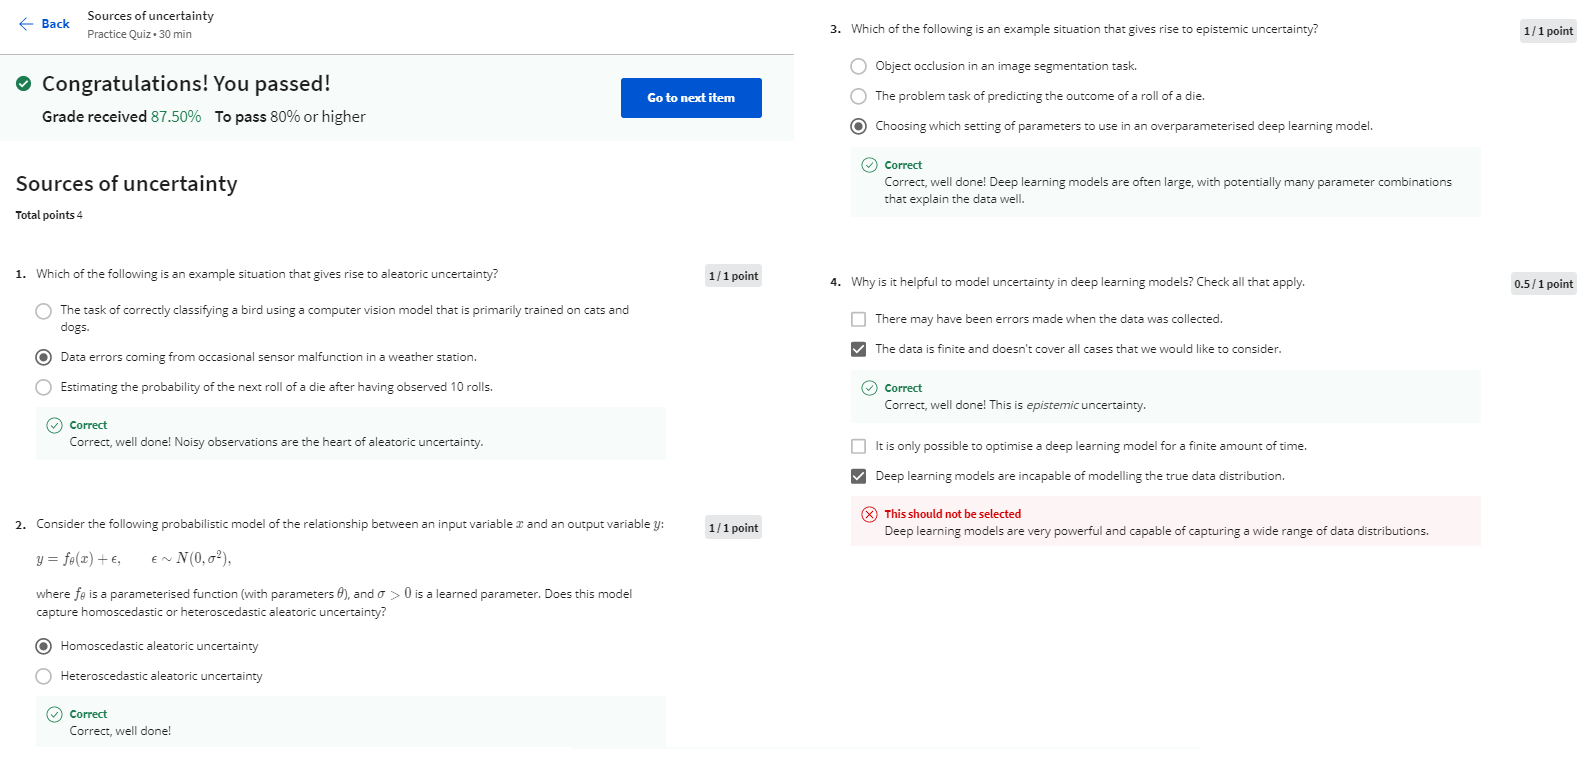 Back
Sources of uncertainty
Practice Quiz • 30 min
Congratulations! You passed!
Grade received 87.50% To pass 80% or higher
Go to next item
Sources of uncertainty
Total points 4
1. Which of the following is an example situation that gives rise to aleatoric uncertainty?
1 / 1 point
The task of correctly classifying a bird using a computer vision model that is primarily trained on cats and
dogs.
Data errors coming from occasional sensor malfunction in a weather station.
Estimating the probability of the next roll of a die after having observed 10 rolls.
Correct
Correct, well done! Noisy observations are the heart of aleatoric uncertainty.
2. Consider the following probabilistic model of the relationship between an input variable x and an output variable y:
1 / 1 point
y = fθ(x) + ϵ, ϵ ∼ N(0, σ²),
where fθ is a parameterised function (with parameters θ), and σ > 0 is a learned parameter. Does this model
capture homoscedastic or heteroscedastic aleatoric uncertainty?
Homoscedastic aleatoric uncertainty
Heteroscedastic aleatoric uncertainty
Correct
Correct, well done!
3. Which of the following is an example situation that gives rise to epistemic uncertainty?
1 / 1 point
Object occlusion in an image segmentation task.
The problem task of predicting the outcome of a roll of a die.
Choosing which setting of parameters to use in an overparameterised deep learning model.
Correct
Correct, well done! Deep learning models are often large, with potentially many parameter combinations
that explain the data well.
4. Why is it helpful to model uncertainty in deep learning models? Check all that apply.
0.5 / 1 point
There may have been errors made when the data was collected.
The data is finite and doesn't cover all cases that we would like to consider.
Correct
Correct, well done! This is epistemic uncertainty.
It is only possible to optimise a deep learning model for a finite amount of time.
Deep learning models are incapable of modelling the true data distribution.
This should not be selected
Deep learning models are very powerful and capable of capturing a wide range of data distributions.